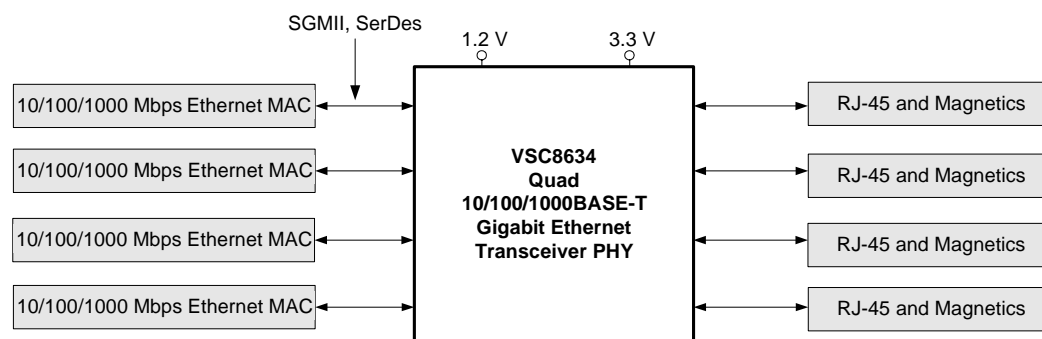 SGMII, SerDes
1.2 V
3.3 V
10/100/1000 Mbps Ethernet MAC
10/100/1000 Mbps Ethernet MAC
10/100/1000 Mbps Ethernet MAC
10/100/1000 Mbps Ethernet MAC
VSC8634
Quad
10/100/1000BASE-T
Gigabit Ethernet
Transceiver PHY
RJ-45 and Magnetics
RJ-45 and Magnetics
RJ-45 and Magnetics
RJ-45 and Magnetics